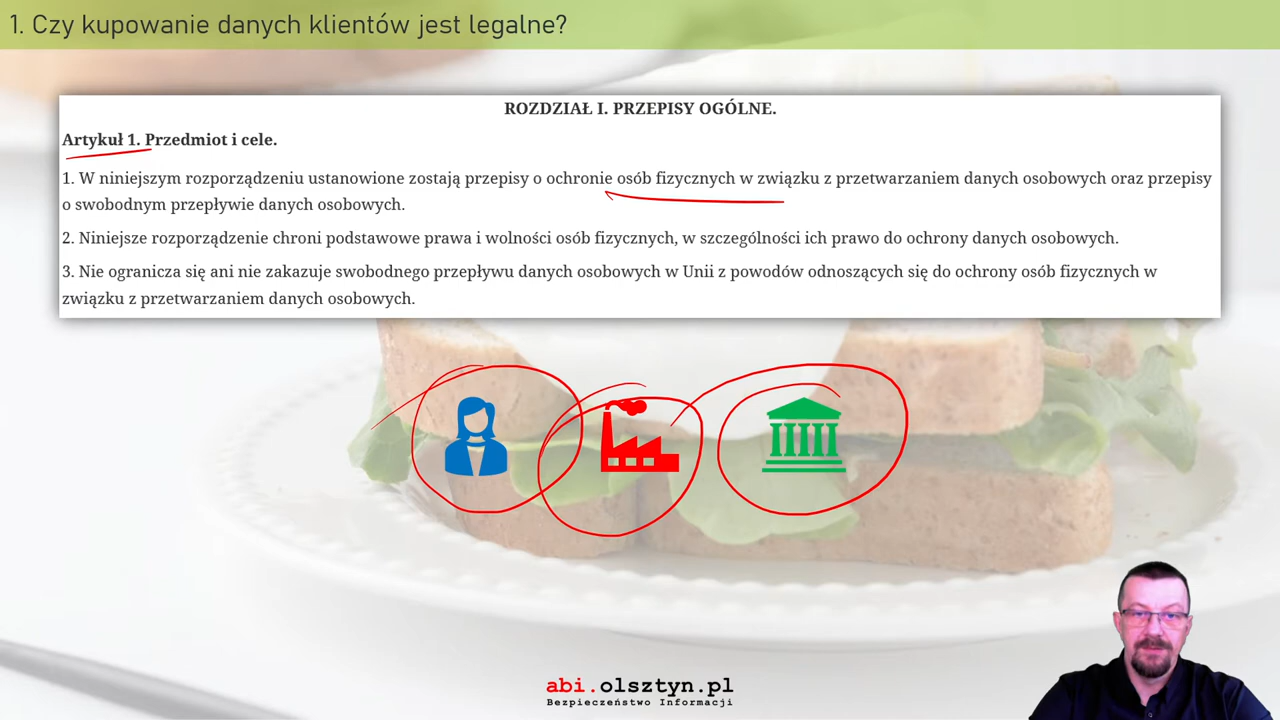 1. Czy kupowanie danych klientów jest legalne?
ROZDZIAŁ I. PRZEPISY OGÓLNE.
Artykuł 1. Przedmiot i cele.
1. W niniejszym rozporządzeniu ustanowione zostają przepisy o ochronie osób fizycznych w związku z przetwarzaniem danych osobowych oraz przepisy
o swobodnym przepływie danych osobowych.
2. Niniejsze rozporządzenie chroni podstawowe prawa i wolności osób fizycznych, w szczególności ich prawo do ochrony danych osobowych.
3. Nie ogranicza się ani nie zakazuje swobodnego przepływu danych osobowych w Unii z powodów odnoszących się do ochrony osób fizycznych w
związku z przetwarzaniem danych osobowych.
abi.olsztyn.pl
Bezpieczeństwo Informacji